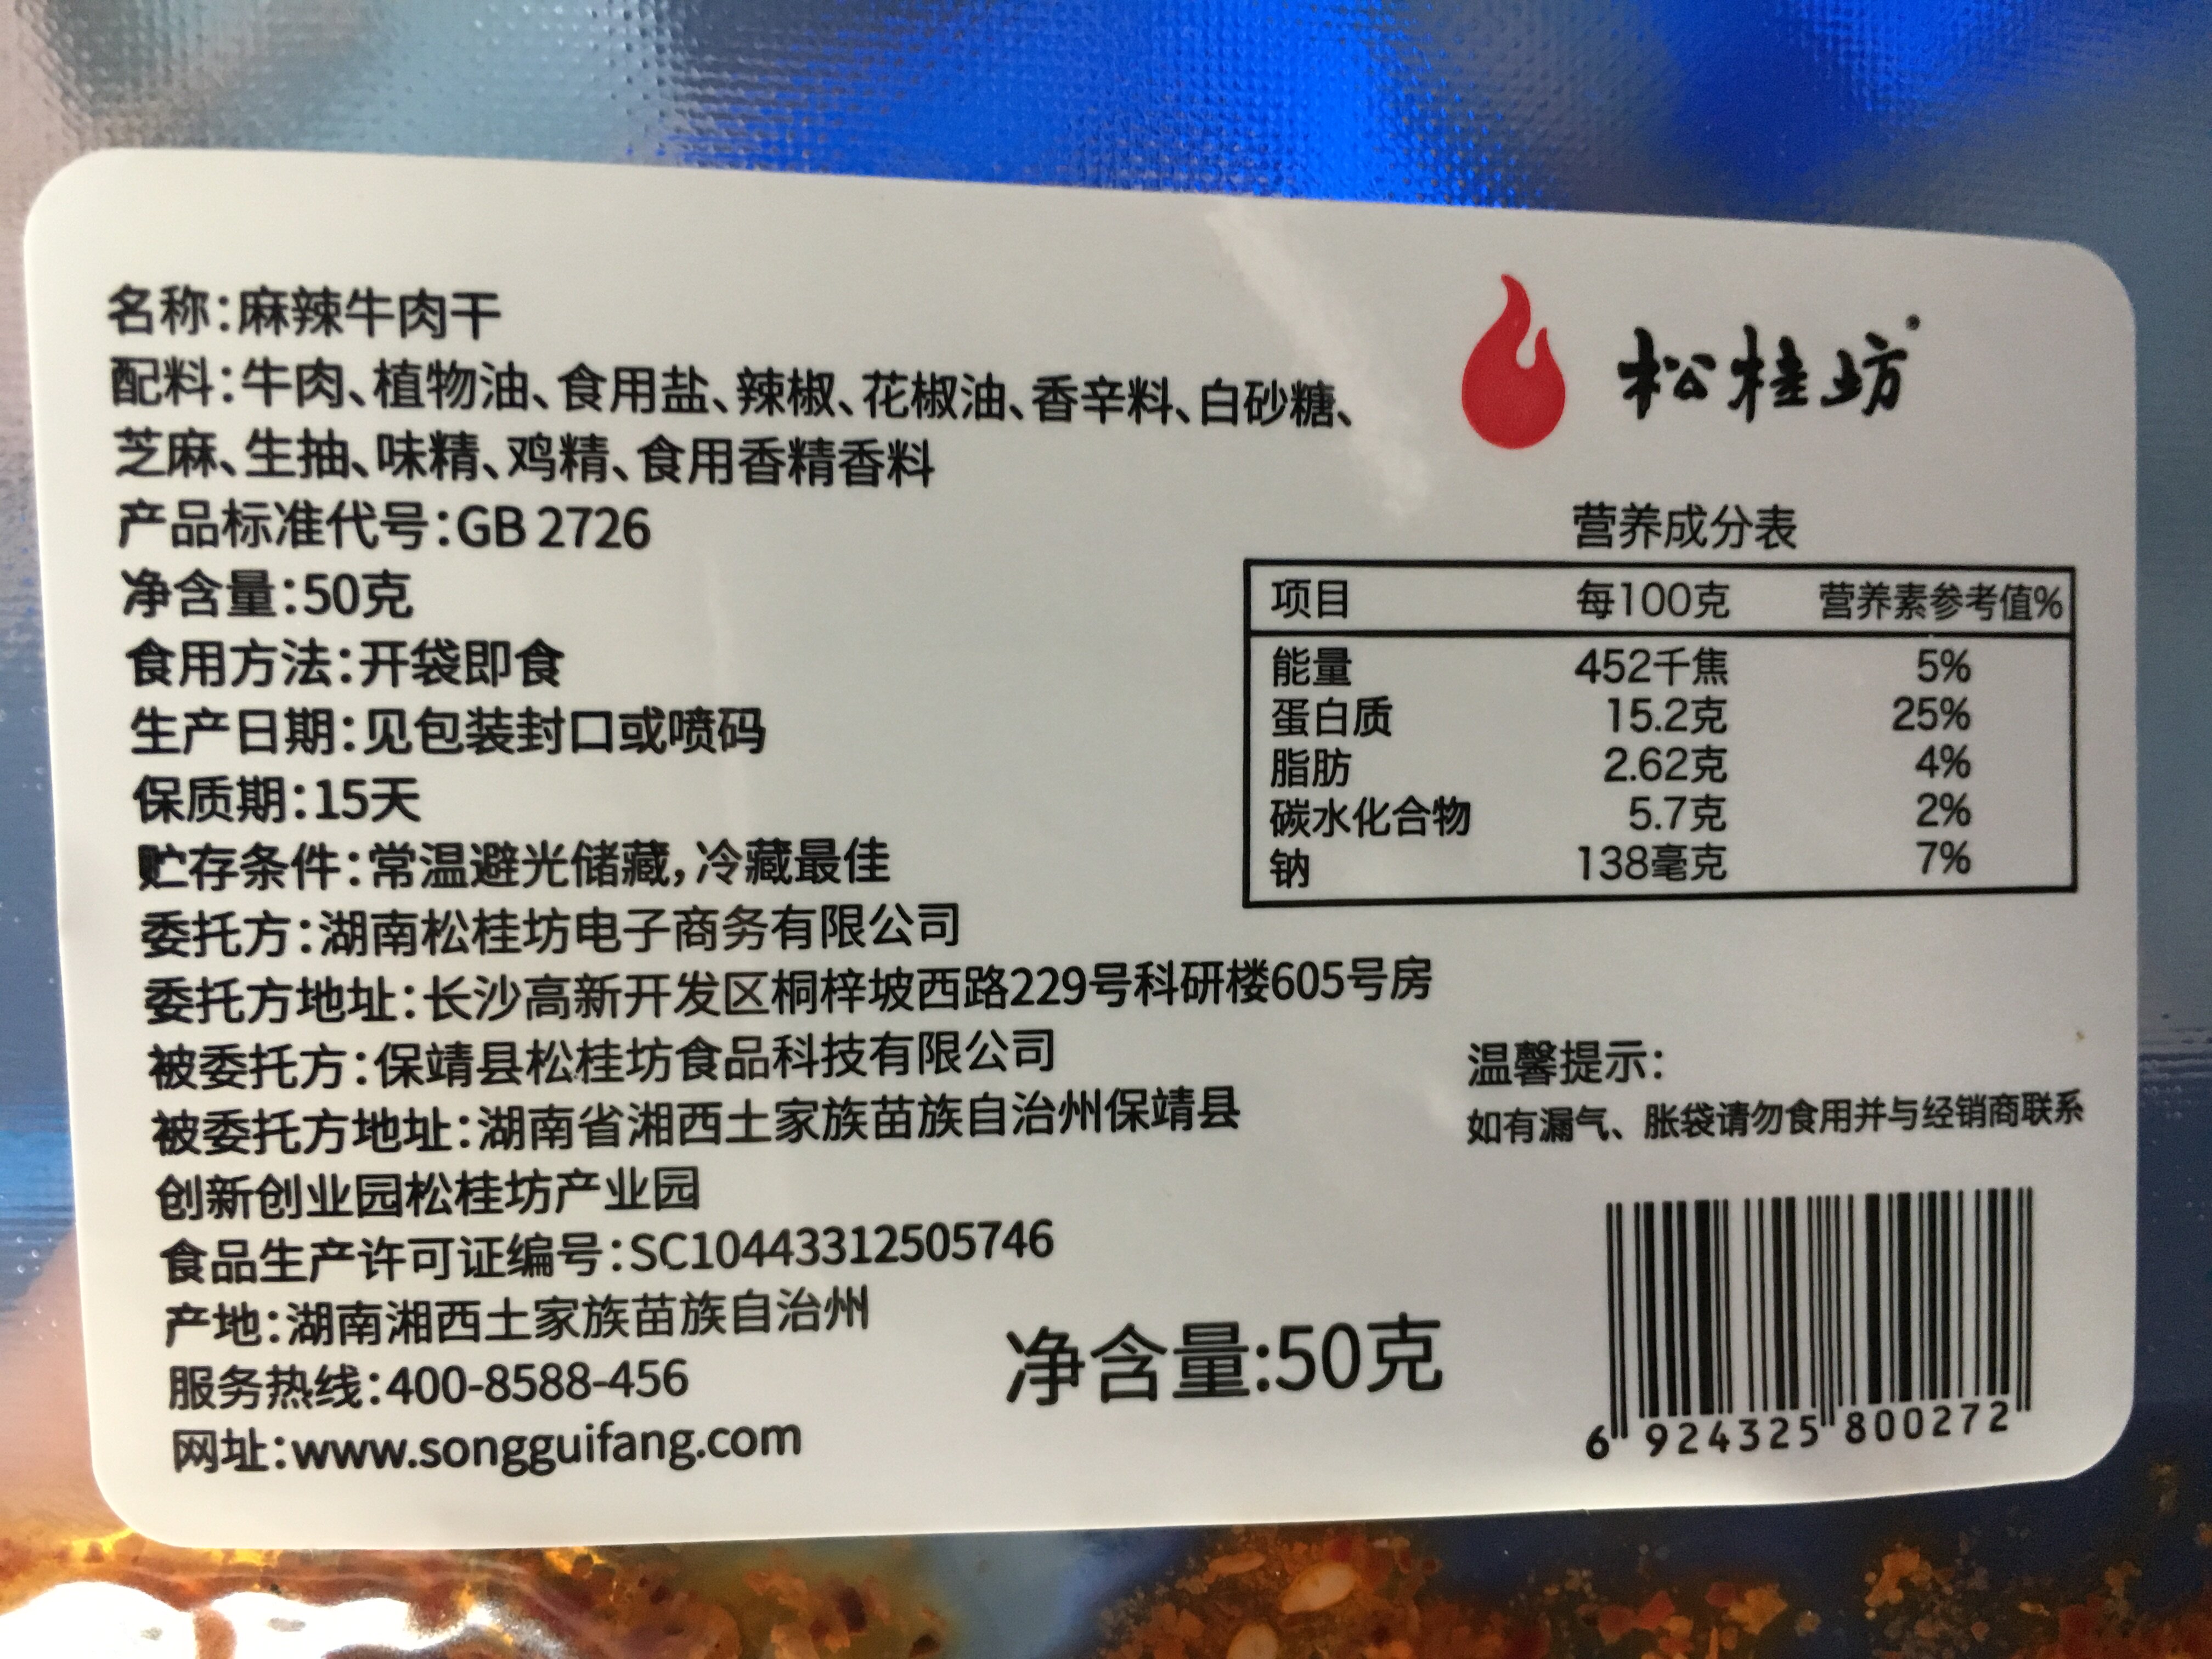 名称:麻辣牛肉干
配料:牛肉、植物油、食用盐、辣椒、花椒油、香辛料、白砂糖、
芝麻、生抽、味精、鸡精、食用香精香料
产品标准代号:GB 2726
净含量:50克
食用方法:开袋即食
生产日期:见包装封口或喷码
保质期:15天
贮存条件:常温避光储藏,冷藏最佳
委托方:湖南松桂坊电子商务有限公司
委托方地址:长沙高新开发区桐梓坡西路229号科研楼605号房
被委托方:保靖县松桂坊食品科技有限公司
被委托方地址:湖南省湘西土家族苗族自治州保靖县
创新创业园松桂坊产业园
食品生产许可证编号:SC10443312505746
产地:湖南湘西土家族苗族自治州
服务热线:400-8588-456
网址:www.songguifang.com
净含量:50克
松桂坊
营养成分表
项目 每100克 营养素参考值%
能量 452千焦 5%
蛋白质 15.2克 25%
脂肪 2.62克 4%
碳水化合物 5.7克 2%
钠 138毫克 7%
温馨提示:
如有漏气、胀袋请勿食用并与经销商联系
6 924325 800272